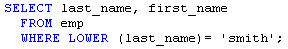 SELECT last_name, first_name
FROM emp
WHERE LOWER (last_name)= 'smith';